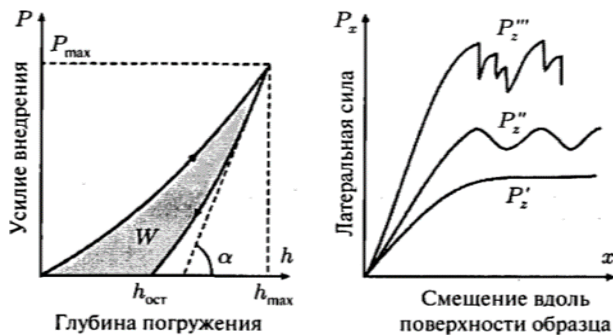 P
P_max
Усилие внедрения
W
α
h
h_ост
h_max
Глубина погружения
P_x
P_z'''
P_z''
P_z'
Латеральная сила
x
Смещение вдоль
поверхности образца